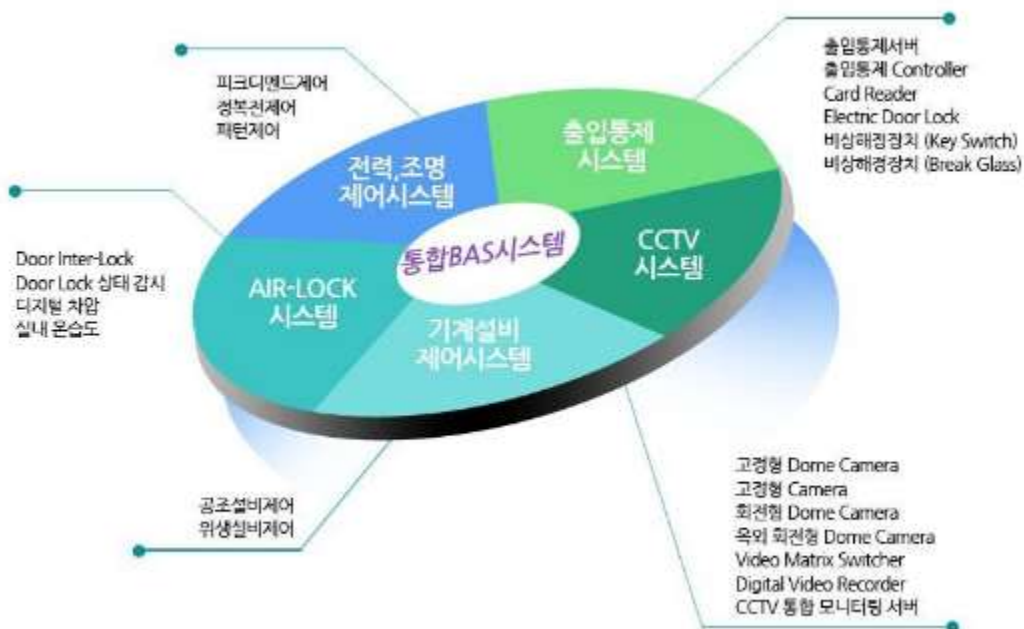 피크디멘드제어
정복전제어
패턴제어
출입통제서버
출입통제 Controller
Card Reader
Electric Door Lock
비상해정장치 (Key Switch)
비상해정장치 (Break Glass)
전력,조명
제어시스템
출입통제
시스템
통합BAS시스템
CCTV
시스템
AIR-LOCK
시스템
기계설비
제어시스템
Door Inter-Lock
Door Lock 상태 감시
디지털 차압
실내 온습도
공조설비제어
위생설비제어
고정형 Dome Camera
고정형 Camera
회전형 Dome Camera
옥외 회전형 Dome Camera
Video Matrix Switcher
Digital Video Recorder
CCTV 통합 모니터링 서버